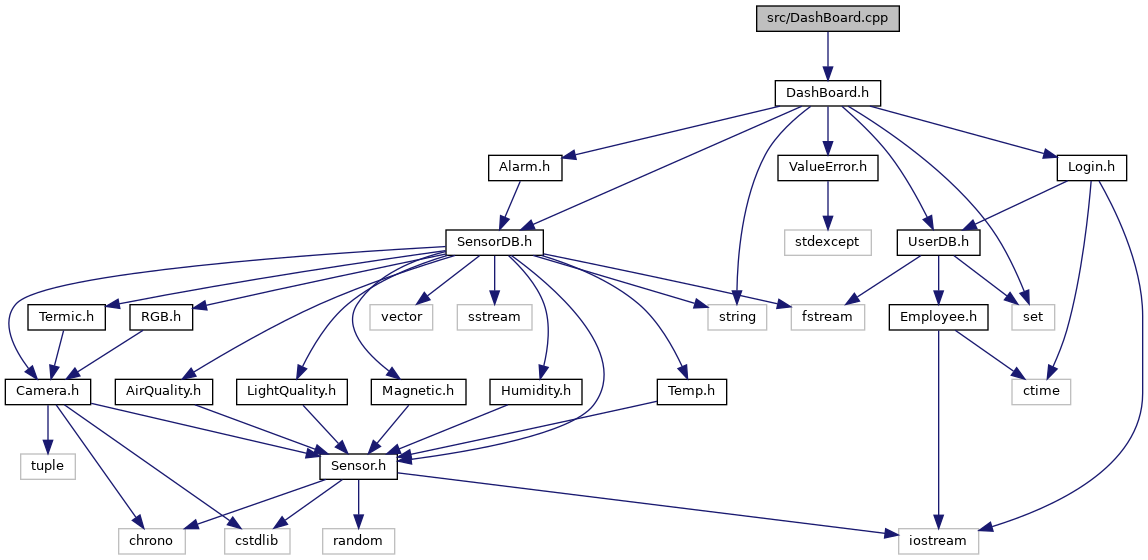 src/DashBoard.cpp
DashBoard.h
Alarm.h
ValueError.h
Login.h
SensorDB.h
stdexcept
UserDB.h
Termic.h
RGB.h
vector
sstream
string
fstream
Employee.h
set
Camera.h
AirQuality.h
LightQuality.h
Magnetic.h
Humidity.h
Temp.h
ctime
tuple
Sensor.h
chrono
cstdlib
random
iostream